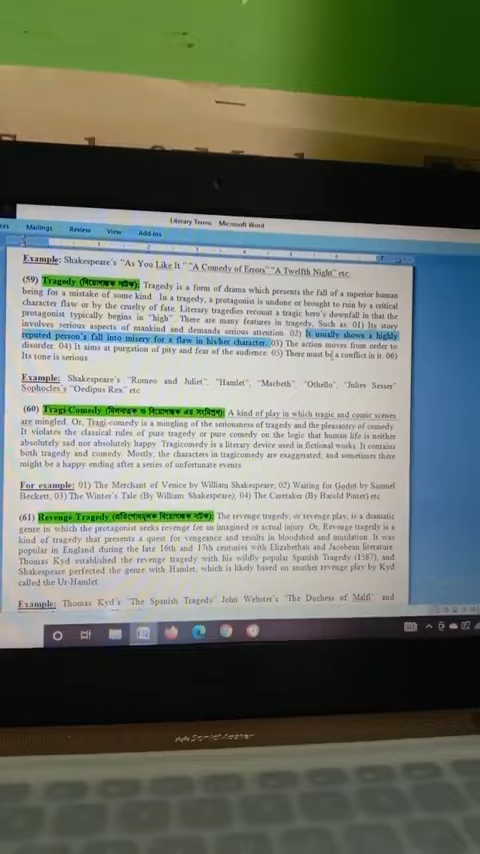 Literary Terms - Microsoft Word
Mailings Review View Add-Ins
Example: Shakespeare's "As You Like It." "A Comedy of Errors" "A Twelfth Night" etc.
(59) Tragedy (বিয়োগান্তক নাটক): Tragedy is a form of drama which presents the fall of a superior human
being for a mistake of some kind. In a tragedy, a protagonist is undone or brought to ruin by a critical
character flaw or by the cruelty of fate. Literary tragedies recount a tragic hero's downfall in that the
protagonist typically begins in "high". There are many features in tragedy. Such as: 01) Its story
involves serious aspects of mankind and demands serious attention. 02) It usually shows a highly
reputed person's fall into misery for a flaw in his/her character. 03) The action moves from order to
disorder. 04) It aims at purgation of pity and fear of the audience. 05) There must be a conflict in it. 06)
Its tone is serious.
Example: Shakespeare's "Romeo and Juliet", "Hamlet", "Macbeth", "Othello", "Julies Sesser"
Sophocles's "Oedipus Rex" etc
(60) Tragi-Comedy (মিলনাত্মক ও বিয়োগান্তক এর সংমিশ্রণ): A kind of play in which tragic and comic scenes
are mingled. Or, Tragi-comedy is a mingling of the seriousness of tragedy and the pleasantry of comedy.
It violates the classical rules of pure tragedy or pure comedy on the logic that human life is neither
absolutely sad nor absolutely happy. Tragicomedy is a literary device used in fictional works. It contains
both tragedy and comedy. Mostly, the characters in tragicomedy are exaggerated, and sometimes there
might be a happy ending after a series of unfortunate events.
For example: 01) The Merchant of Venice by William Shakespeare; 02) Waiting for Godot by Samuel
Beckett; 03) The Winter's Tale (By William Shakespeare); 04) The Caretaker (By Harold Pinter) etc
(61) Revenge Tragedy (প্রতিশোধমূলক বিয়োগান্তক নাটক): The revenge tragedy, or revenge play, is a dramatic
genre in which the protagonist seeks revenge for an imagined or actual injury. Or, Revenge tragedy is a
kind of tragedy that presents a quest for vengeance and results in bloodshed and mutilation. It was
popular in England during the late 16th and 17th centuries with Elizabethan and Jacobean literature.
Thomas Kyd established the revenge tragedy with his wildly popular Spanish Tragedy (1587), and
Shakespeare perfected the genre with Hamlet, which is likely based on another revenge play by Kyd
called the Ur-Hamlet.
Example: Thomas Kyd's "The Spanish Tragedy" John Webster's "The Duchess of Malfi" and